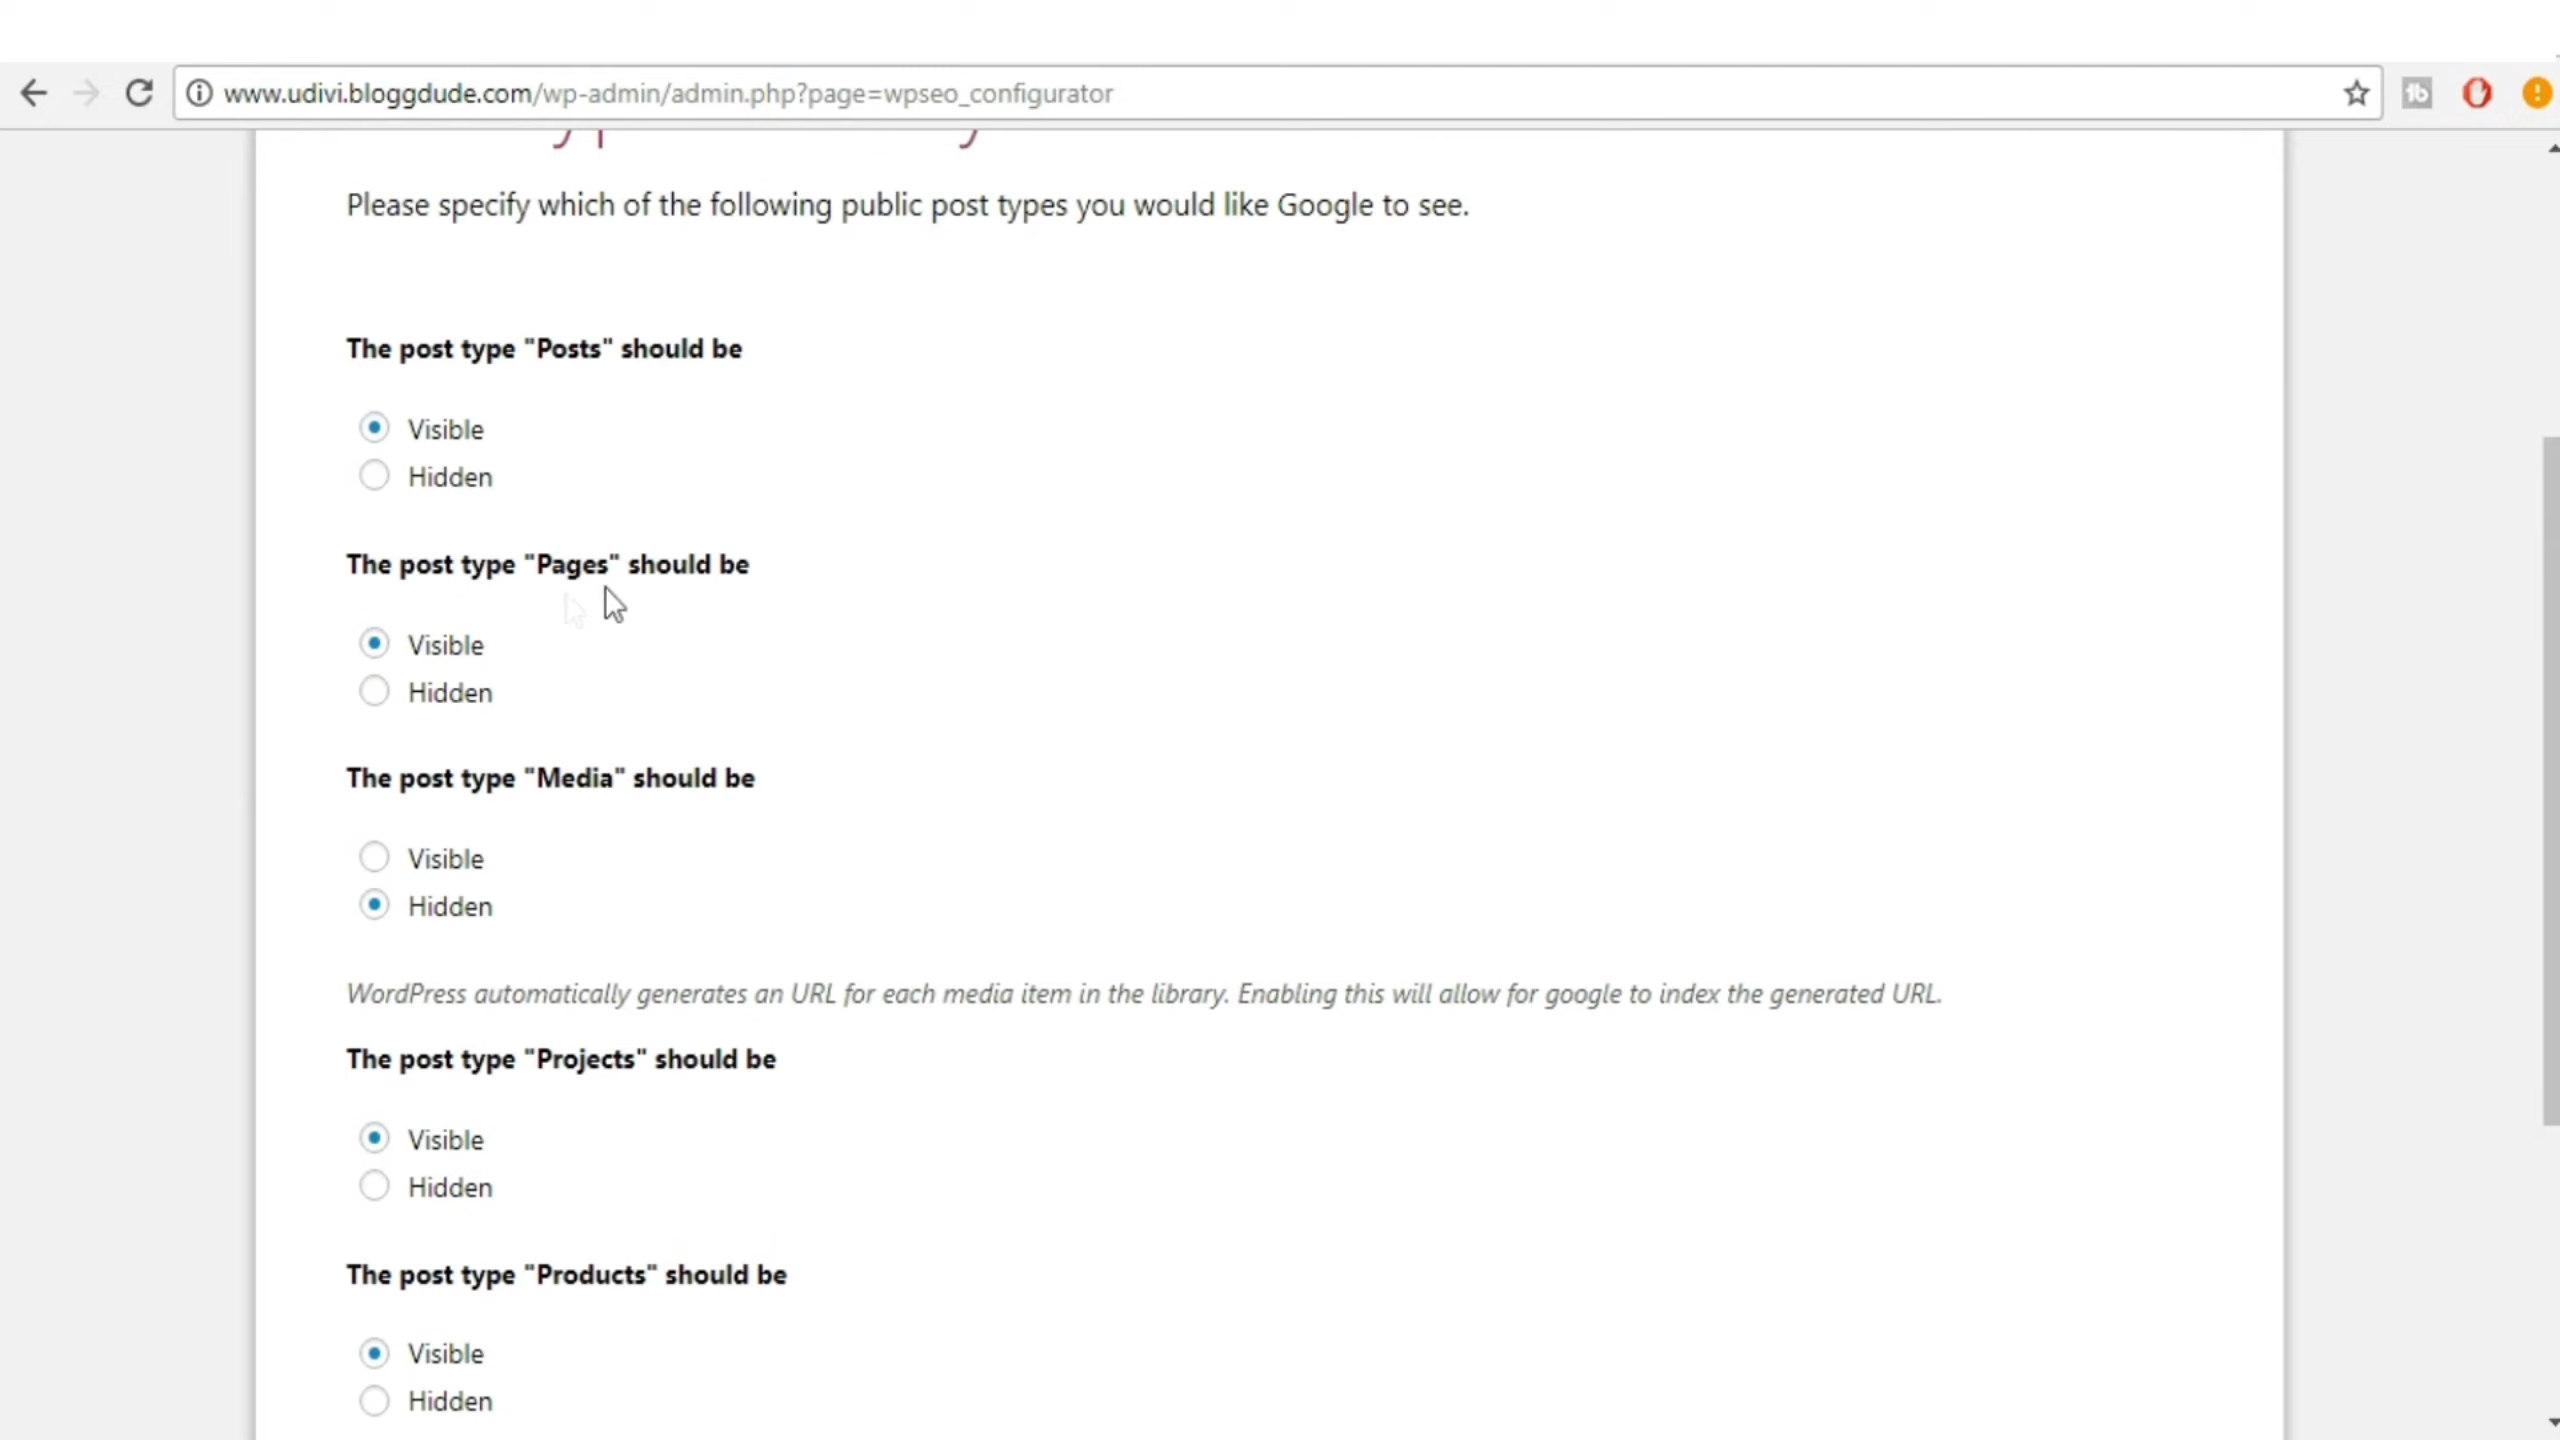 www.udivi.bloggdude.com/wp-admin/admin.php?page=wpseo_configurator
Please specify which of the following public post types you would like Google to see.
The post type "Posts" should be
Visible
Hidden
The post type "Pages" should be
Visible
Hidden
The post type "Media" should be
Visible
Hidden
WordPress automatically generates an URL for each media item in the library. Enabling this will allow for google to index the generated URL.
The post type "Projects" should be
Visible
Hidden
The post type "Products" should be
Visible
Hidden